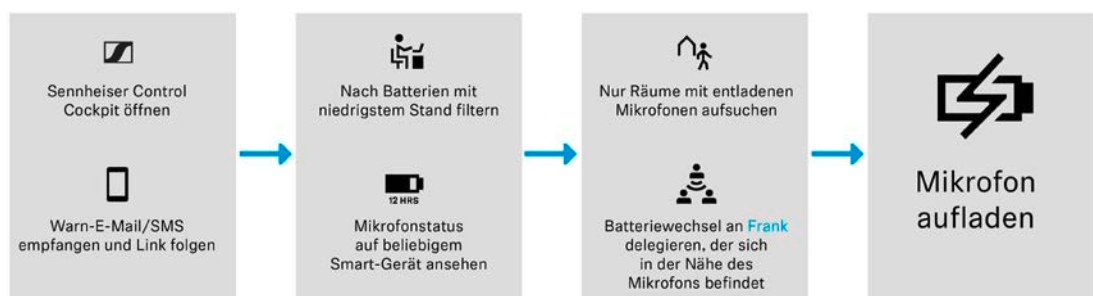 Sennheiser Control
Cockpit öffnen
Warn-E-Mail/SMS
empfangen und Link folgen
Nach Batterien mit
niedrigstem Stand filtern
12 HRS
Mikrofonstatus
auf beliebigem
Smart-Gerät ansehen
Nur Räume mit entladenen
Mikrofonen aufsuchen
Batteriewechsel an Frank
delegieren, der sich
in der Nähe des
Mikrofons befindet
Mikrofon
aufladen